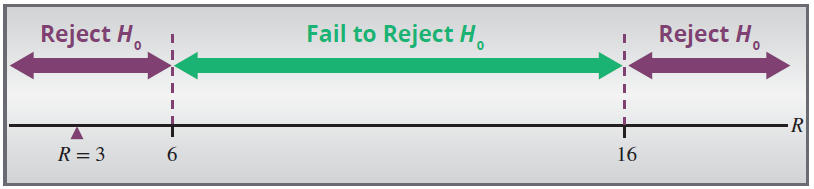 Reject H₀ Fail to Reject H₀ Reject H₀
R
R = 3 6 16